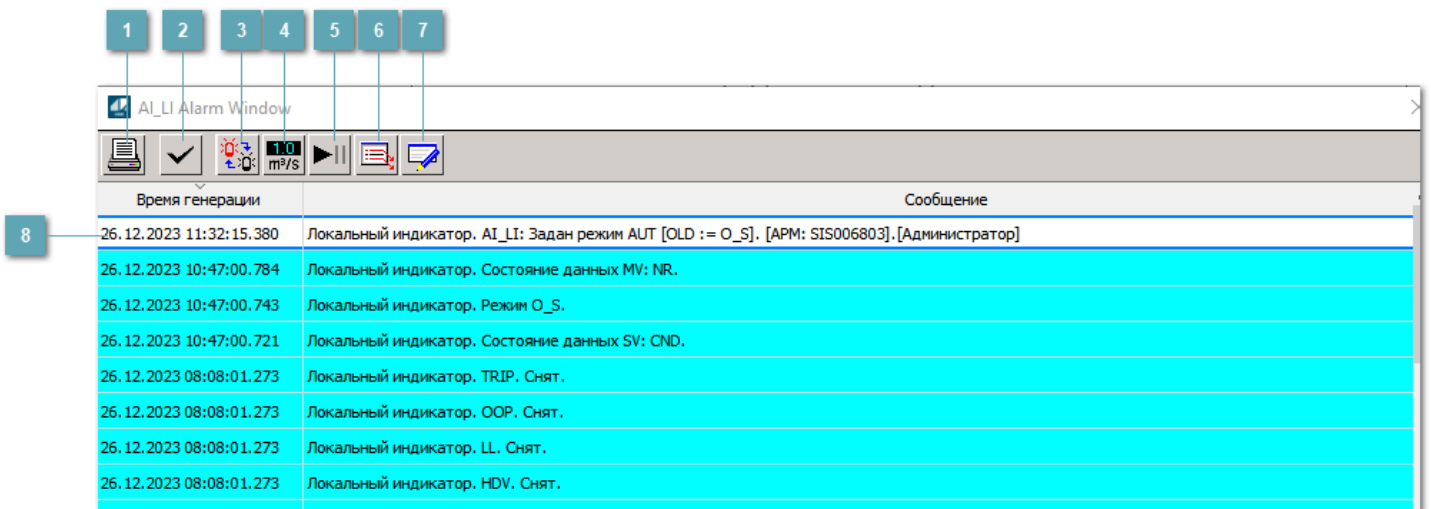 1 2 3 4 5 6 7
AI_LI Alarm Window
1.0
m³/s
Время генерации Сообщение
8
26.12.2023 11:32:15.380 Локальный индикатор. AI_LI: Задан режим AUT [OLD := O_S]. [APM: SIS006803].[Администратор]
26.12.2023 10:47:00.784 Локальный индикатор. Состояние данных MV: NR.
26.12.2023 10:47:00.743 Локальный индикатор. Режим O_S.
26.12.2023 10:47:00.721 Локальный индикатор. Состояние данных SV: CND.
26.12.2023 08:08:01.273 Локальный индикатор. TRIP. Снят.
26.12.2023 08:08:01.273 Локальный индикатор. OOP. Снят.
26.12.2023 08:08:01.273 Локальный индикатор. LL. Снят.
26.12.2023 08:08:01.273 Локальный индикатор. HDV. Снят.